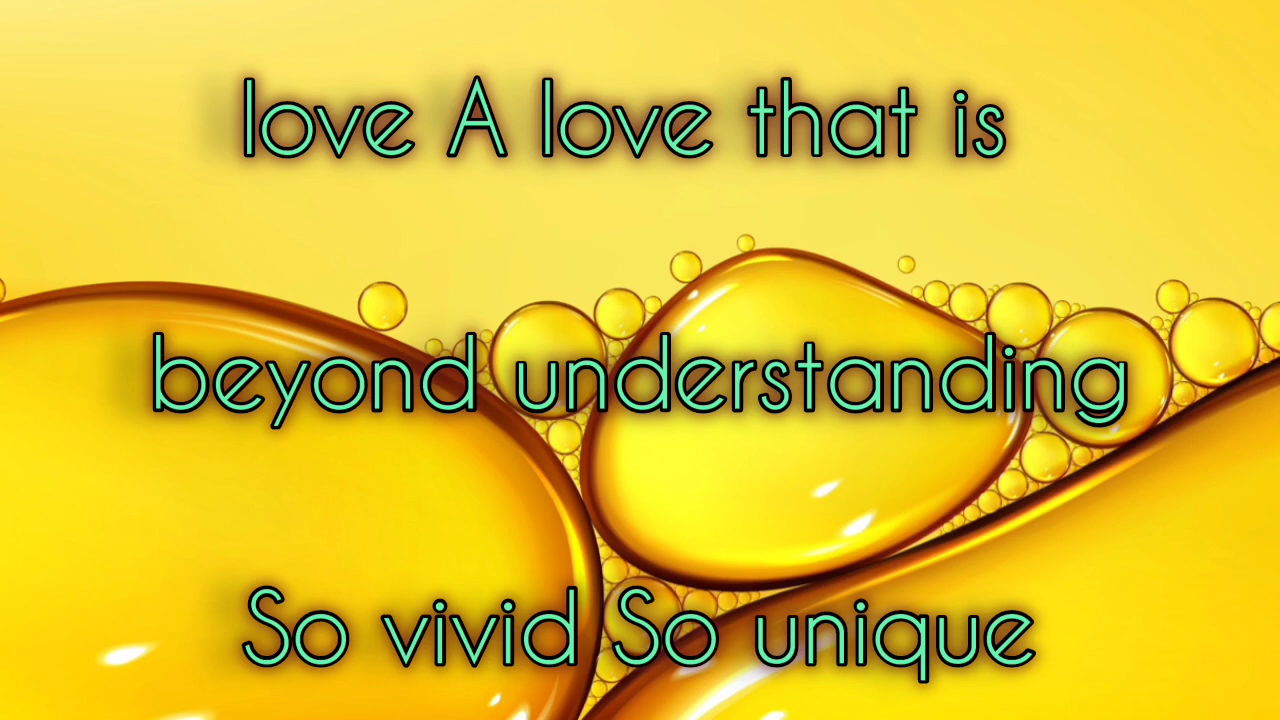 love A love that is
beyond understanding
So vivid So unique